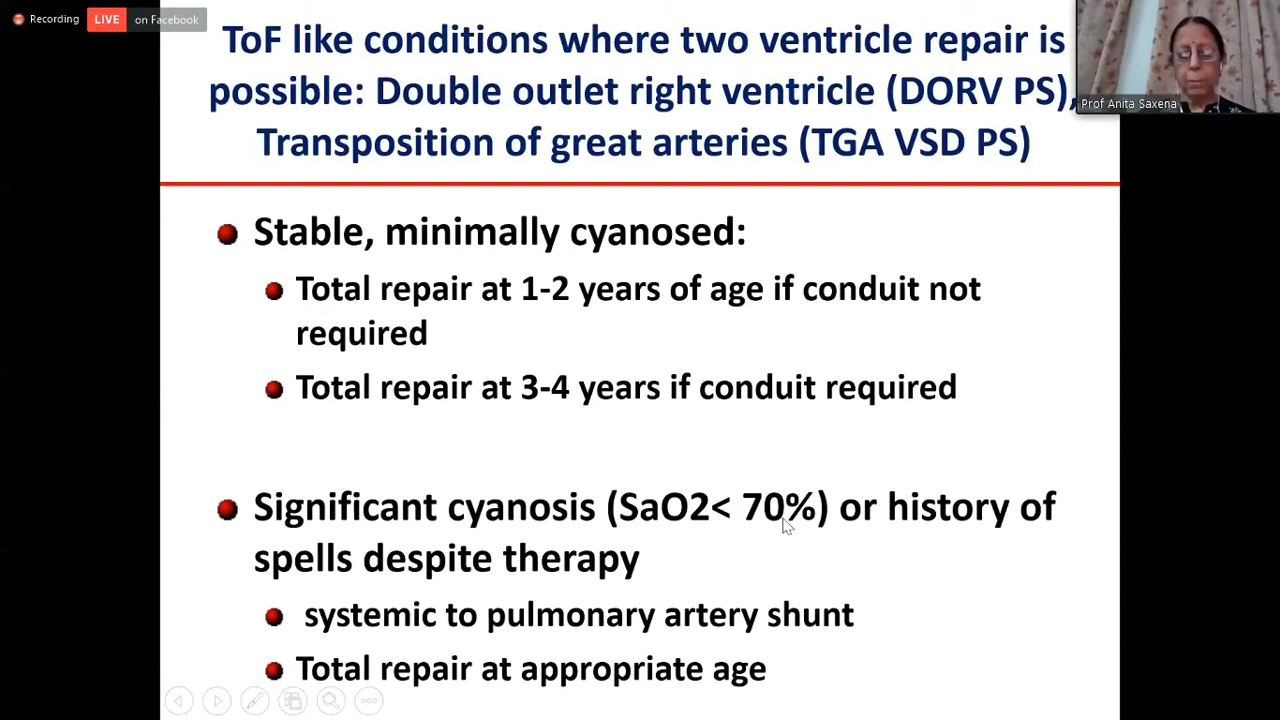 Recording
LIVE on Facebook
ToF like conditions where two ventricle repair is
possible: Double outlet right ventricle (DORV PS),
Transposition of great arteries (TGA VSD PS)
Prof Anita Saxena
Stable, minimally cyanosed:
Total repair at 1-2 years of age if conduit not
required
Total repair at 3-4 years if conduit required
Significant cyanosis (SaO2< 70%) or history of
spells despite therapy
systemic to pulmonary artery shunt
Total repair at appropriate age